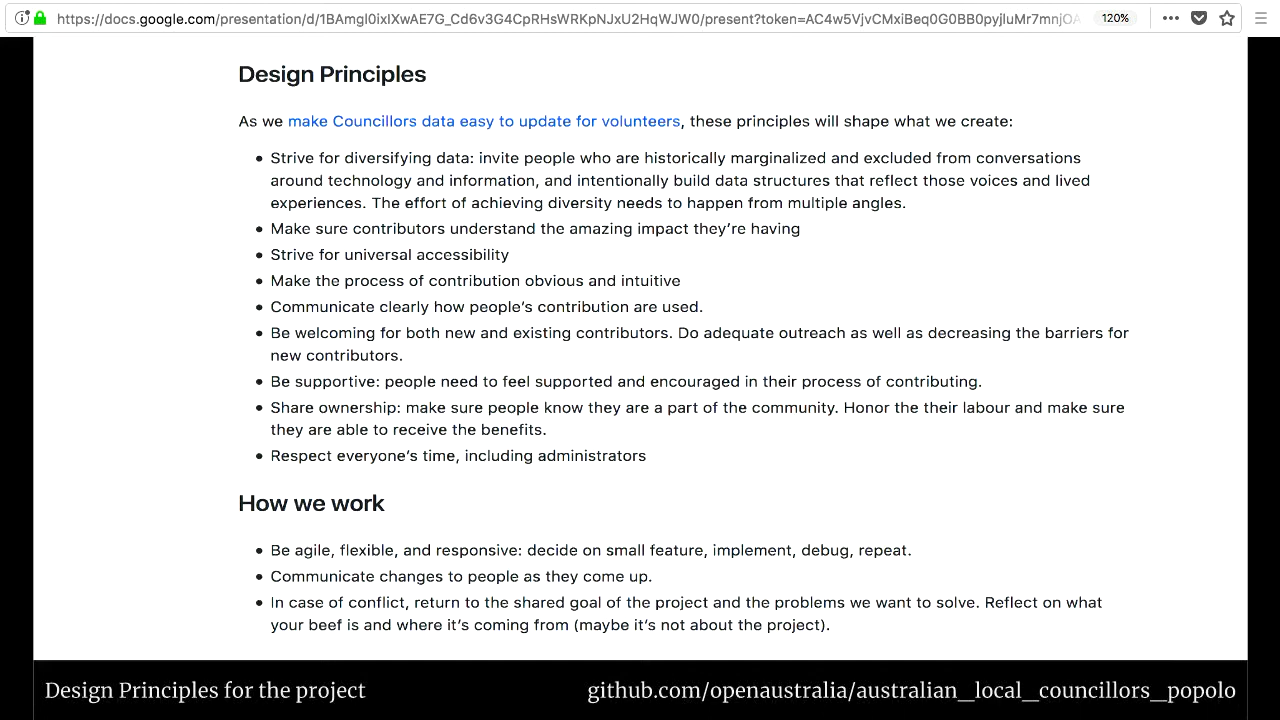 https://docs.google.com/presentation/d/1BAmgl0ixIXwAE7G_Cd6v3G4CpRHsWRKpNJxU2HqWJW0/present?token=AC4w5VjvCMxiBeq0G0BB0pyjluMr7mnjOA
120%
Design Principles
As we make Councillors data easy to update for volunteers, these principles will shape what we create:
• Strive for diversifying data: invite people who are historically marginalized and excluded from conversations
around technology and information, and intentionally build data structures that reflect those voices and lived
experiences. The effort of achieving diversity needs to happen from multiple angles.
• Make sure contributors understand the amazing impact they’re having
• Strive for universal accessibility
• Make the process of contribution obvious and intuitive
• Communicate clearly how people’s contribution are used.
• Be welcoming for both new and existing contributors. Do adequate outreach as well as decreasing the barriers for
new contributors.
• Be supportive: people need to feel supported and encouraged in their process of contributing.
• Share ownership: make sure people know they are a part of the community. Honor the their labour and make sure
they are able to receive the benefits.
• Respect everyone’s time, including administrators
How we work
• Be agile, flexible, and responsive: decide on small feature, implement, debug, repeat.
• Communicate changes to people as they come up.
• In case of conflict, return to the shared goal of the project and the problems we want to solve. Reflect on what
your beef is and where it’s coming from (maybe it’s not about the project).
Design Principles for the project
github.com/openaustralia/australian_local_councillors_popolo